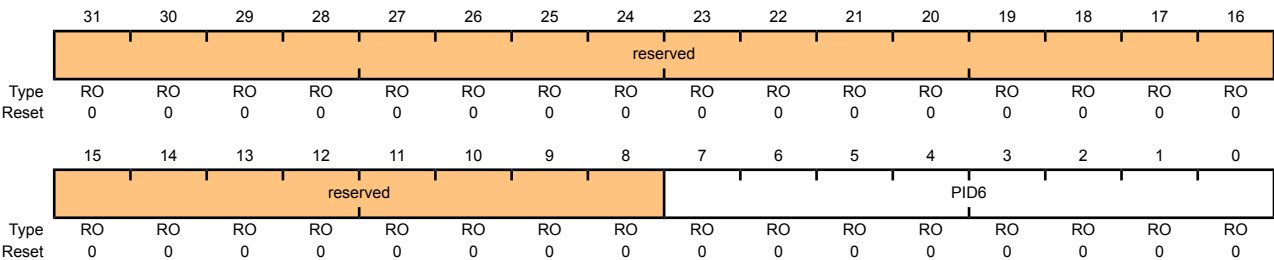 31 30 29 28 27 26 25 24 23 22 21 20 19 18 17 16
reserved
Type RO RO RO RO RO RO RO RO RO RO RO RO RO RO RO RO
Reset 0 0 0 0 0 0 0 0 0 0 0 0 0 0 0 0
15 14 13 12 11 10 9 8 7 6 5 4 3 2 1 0
reserved PID6
Type RO RO RO RO RO RO RO RO RO RO RO RO RO RO RO RO
Reset 0 0 0 0 0 0 0 0 0 0 0 0 0 0 0 0